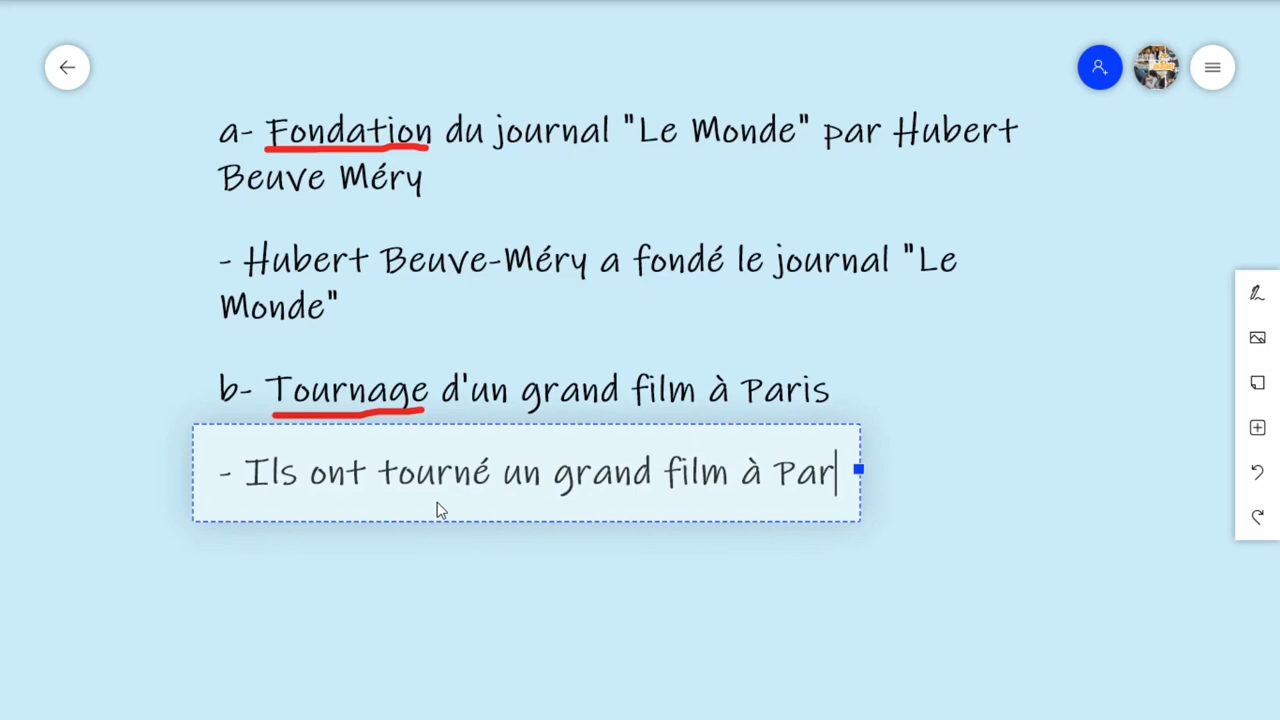 a- Fondation du journal "Le Monde" par Hubert
Beuve Méry
- Hubert Beuve-Méry a fondé le journal "Le
Monde"
b- Tournage d'un grand film à Paris
- Ils ont tourné un grand film à Par